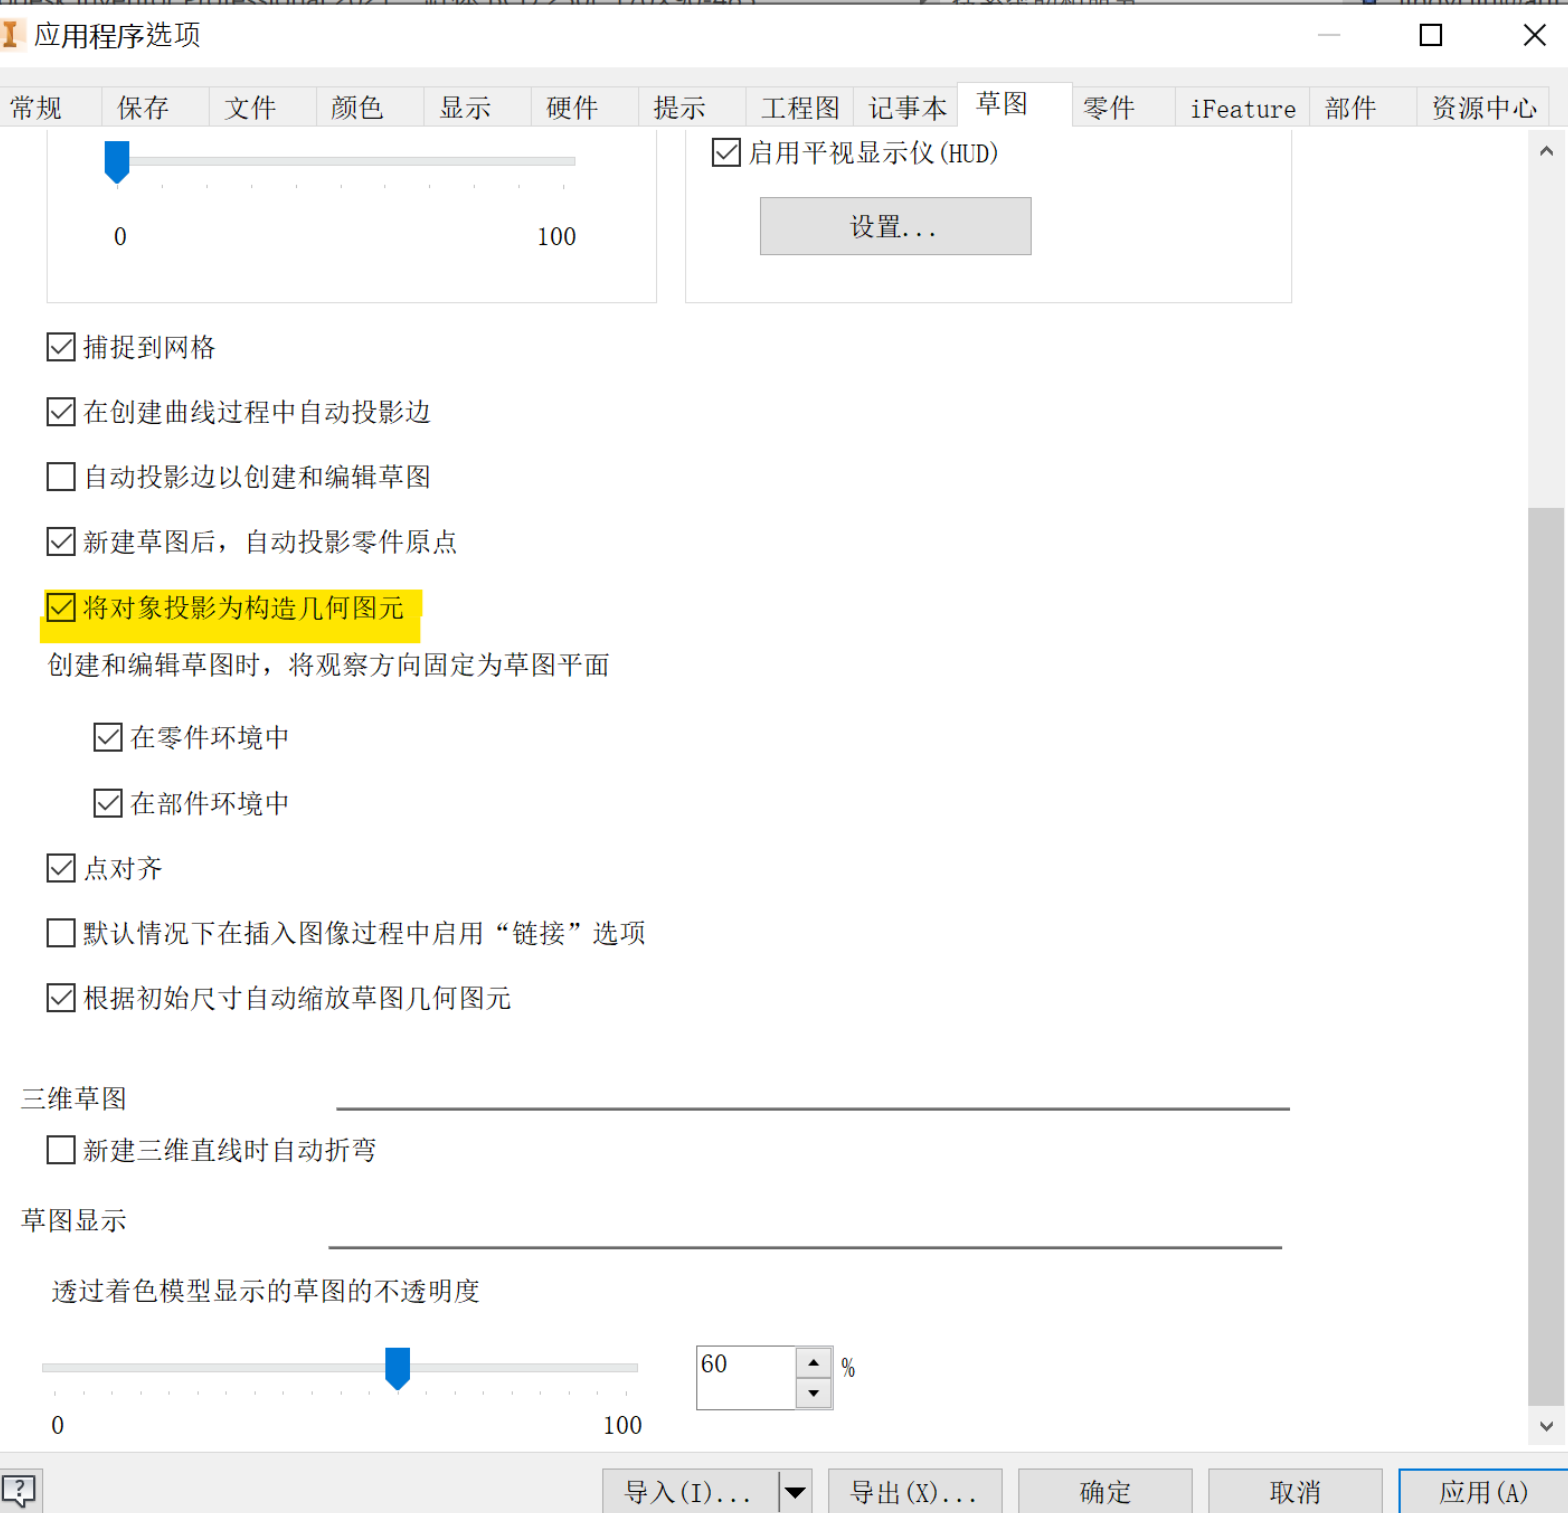 应用程序选项
常规 保存 文件 颜色 显示 硬件 提示 工程图 记事本 草图 零件 iFeature 部件 资源中心
0 100
启用平视显示仪(HUD)
设置...
捕捉到网格
在创建曲线过程中自动投影边
自动投影边以创建和编辑草图
新建草图后，自动投影零件原点
将对象投影为构造几何图元
创建和编辑草图时，将观察方向固定为草图平面
在零件环境中
在部件环境中
点对齐
默认情况下在插入图像过程中启用“链接”选项
根据初始尺寸自动缩放草图几何图元
三维草图
新建三维直线时自动折弯
草图显示
透过着色模型显示的草图的不透明度
60 %
0 100
导入(I)... 导出(X)... 确定 取消 应用(A)